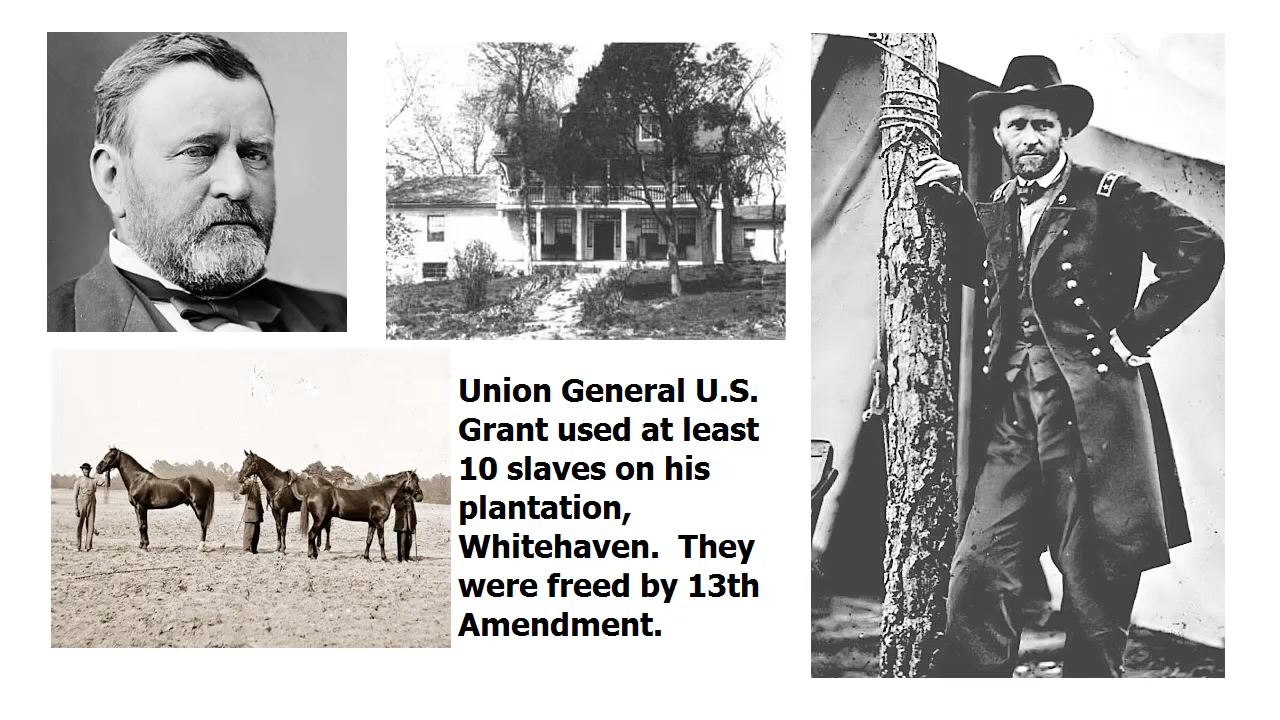 Union General U.S.
Grant used at least
10 slaves on his
plantation,
Whitehaven.  They
were freed by 13th
Amendment.